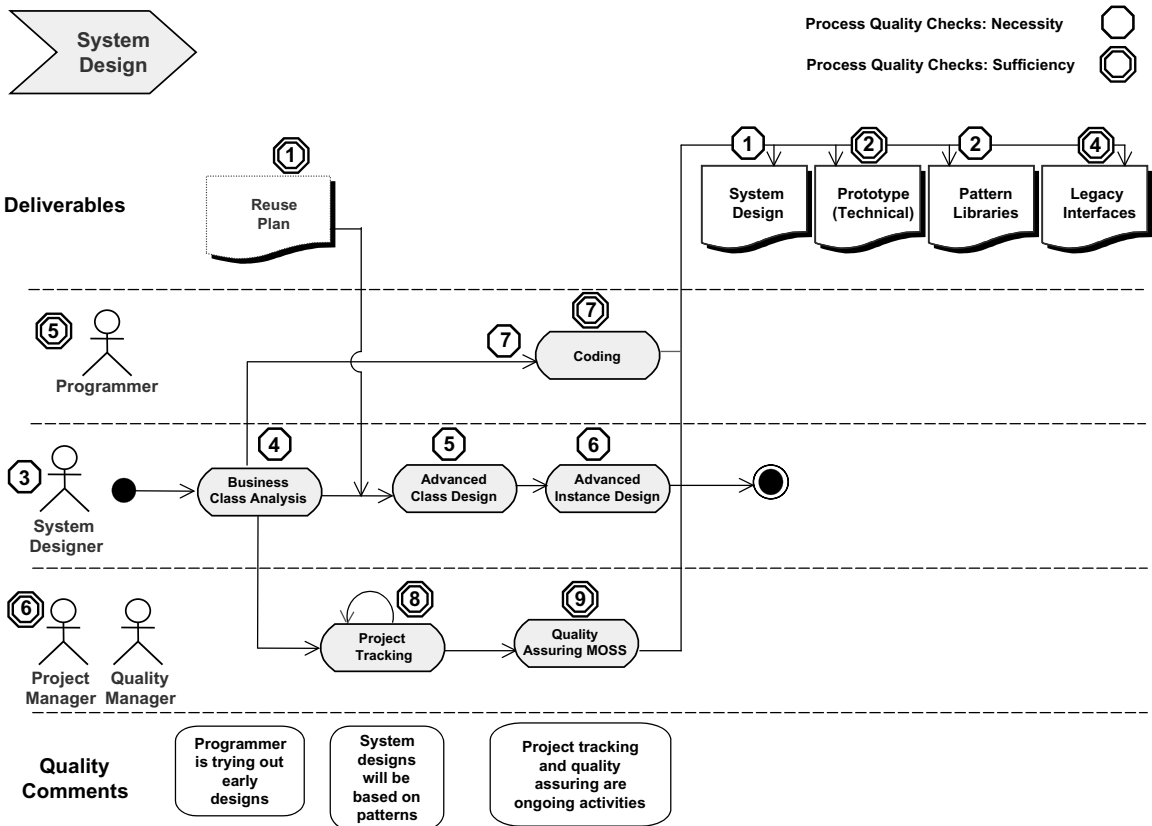 System
Design
Process Quality Checks: Necessity
Process Quality Checks: Sufficiency
1
1
2
2
4
Deliverables
Reuse
Plan
System
Design
Prototype
(Technical)
Pattern
Libraries
Legacy
Interfaces
5
Programmer
7
7
Coding
3
System
Designer
4
Business
Class Analysis
5
Advanced
Class Design
6
Advanced
Instance Design
6
Project
Manager
Quality
Manager
8
Project
Tracking
9
Quality
Assuring MOSS
Quality
Comments
Programmer
is trying out
early
designs
System
designs
will be
based on
patterns
Project tracking
and quality
assuring are
ongoing activities